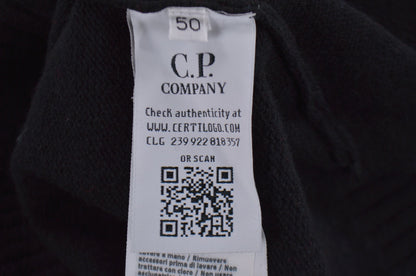 50
C.P.
COMPANY
Check authenticity at
WWW.CERTILOGO.COM
CLG 239 922 818 357
OR SCAN
lavare a mano / Rimuovere
accessori prima di lavare / Non
trattare con cloro / Non